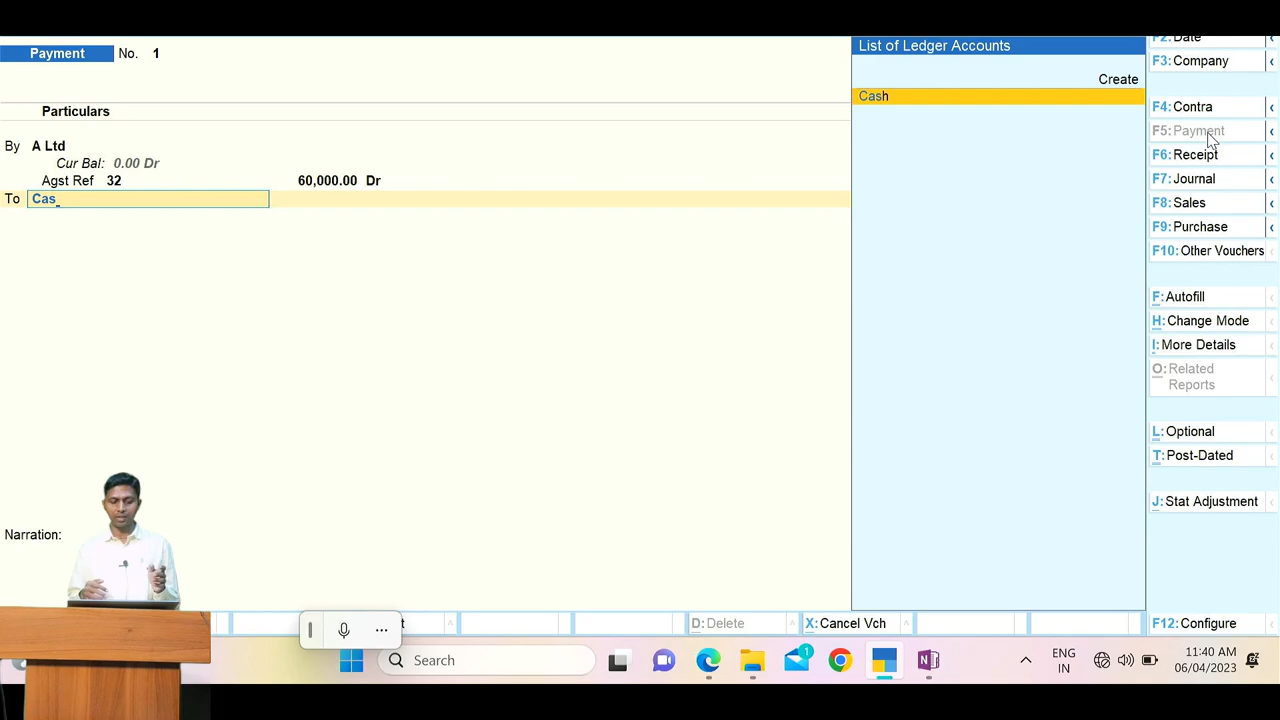 Payment No. 1
Particulars
By A Ltd
Cur Bal: 0.00 Dr
Agst Ref 32 60,000.00 Dr
To Cas
Narration:
List of Ledger Accounts
Create
Cash
F2: Date
F3: Company
F4: Contra
F5: Payment
F6: Receipt
F7: Journal
F8: Sales
F9: Purchase
F10: Other Vouchers
F: Autofill
H: Change Mode
I: More Details
O: Related
Reports
L: Optional
T: Post-Dated
J: Stat Adjustment
D: Delete
X: Cancel Vch
F12: Configure
Search
1
ENG
IN
11:40 AM
06/04/2023